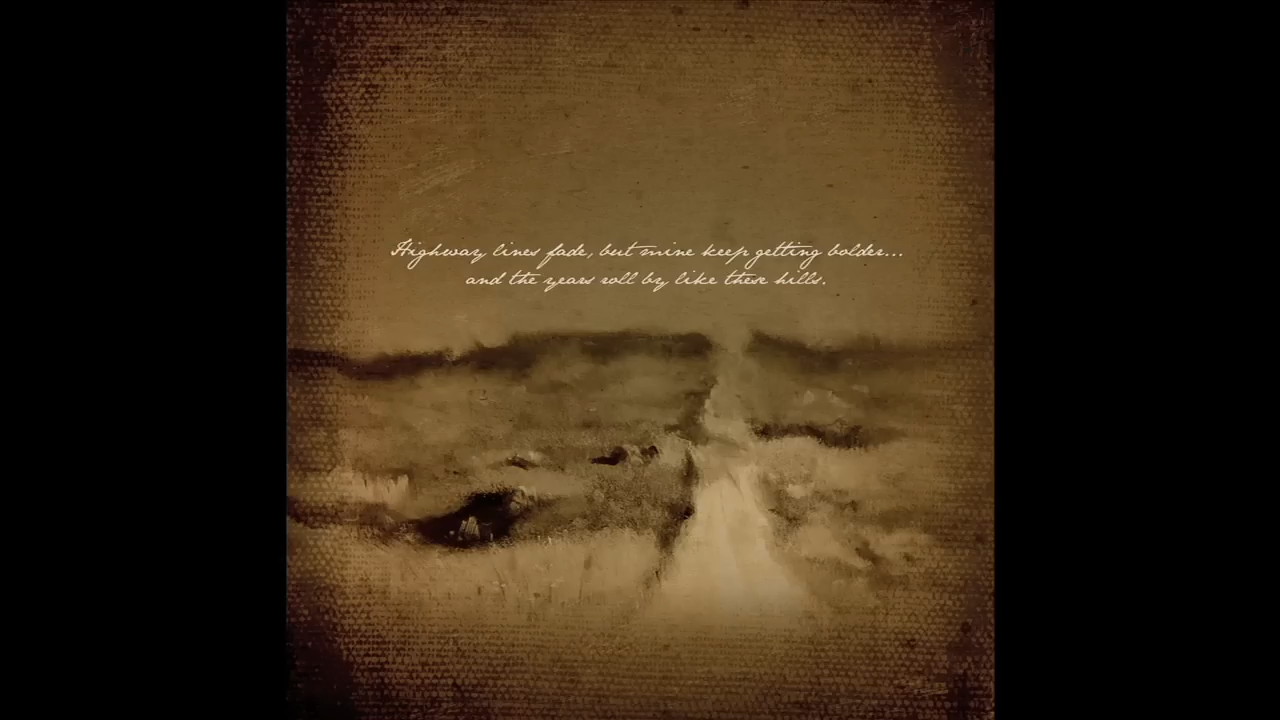 Highway lines fade, but mine keep getting bolder...
and the years roll by like these hills.